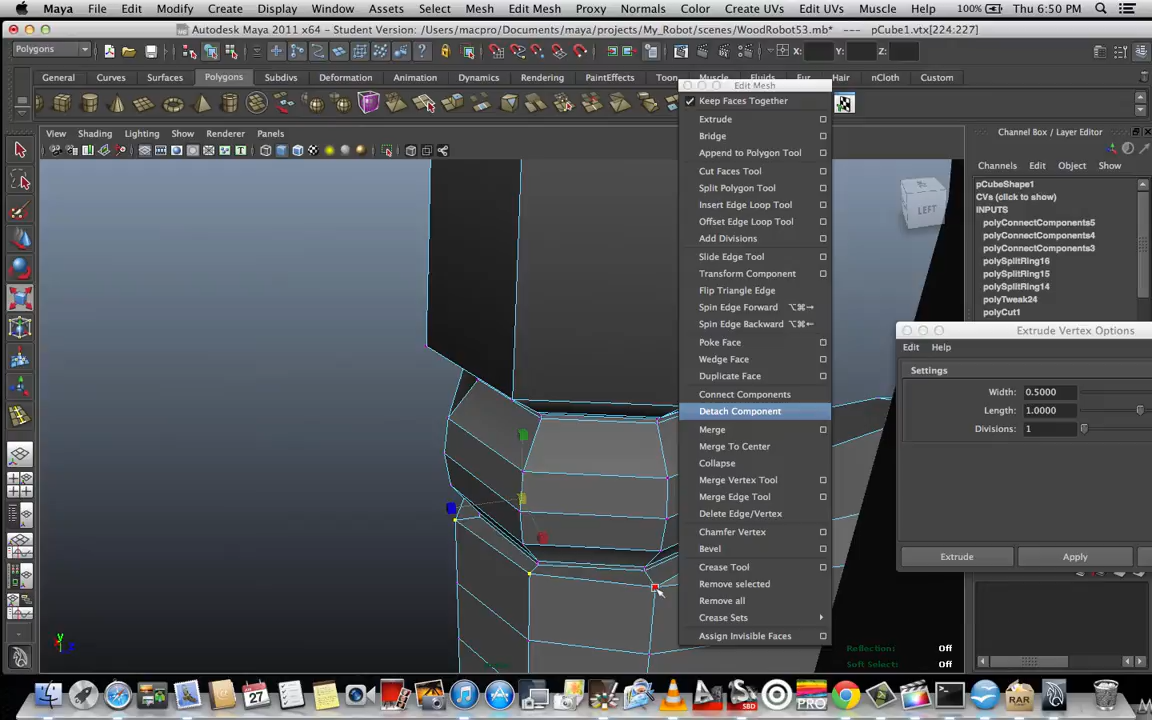 Maya File Edit Modify Create Display Window Assets Select Mesh Edit Mesh Proxy Normals Color Create UVs Edit UVs Muscle Help 100% Thu 6:50 PM
Autodesk Maya 2011 x64 - Student Version: /Users/macpro/Documents/maya/projects/My_Robot/scenes/WoodRobot53.mb* --- pCube1.vtx[224:227]
Polygons X: Y: Z:
General Curves Surfaces Polygons Subdivs Deformation Animation Dynamics Rendering PaintEffects Toon Muscle Fluids Fur Hair nCloth Custom
View Shading Lighting Show Renderer Panels
Edit Mesh
Keep Faces Together
Extrude
Bridge
Append to Polygon Tool
Cut Faces Tool
Split Polygon Tool
Insert Edge Loop Tool
Offset Edge Loop Tool
Add Divisions
Slide Edge Tool
Transform Component
Flip Triangle Edge
Spin Edge Forward ⌥⌘→
Spin Edge Backward ⌥⌘←
Poke Face
Wedge Face
Duplicate Face
Connect Components
Detach Component
Merge
Merge To Center
Collapse
Merge Vertex Tool
Merge Edge Tool
Delete Edge/Vertex
Chamfer Vertex
Bevel
Crease Tool
Remove selected
Remove all
Crease Sets
Assign Invisible Faces
LEFT
Channel Box / Layer Editor
Channels Edit Object Show
pCubeShape1
CVs (click to show)
INPUTS
polyConnectComponents5
polyConnectComponents4
polyConnectComponents3
polySplitRing16
polySplitRing15
polySplitRing14
polyTweak24
polyCut1
Extrude Vertex Options
Edit Help
Settings
Width: 0.5000
Length: 1.0000
Divisions: 1
Extrude Apply
Reflection: Off
Soft Select: Off
y
z
27
SBD
PRO
RAR